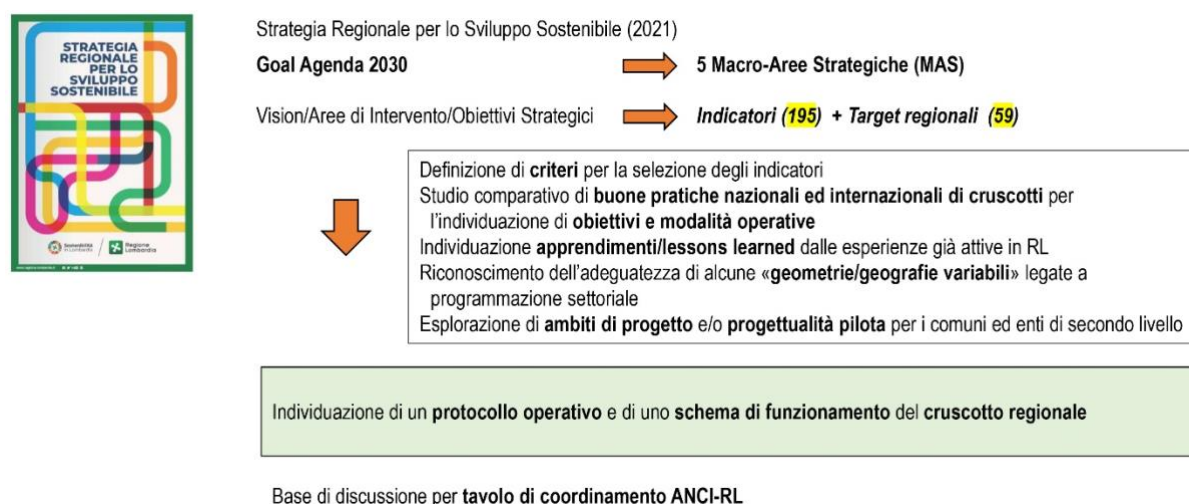 STRATEGIA
REGIONALE
PER LO
SVILUPPO
SOSTENIBILE
Sostenibilità
in Lombardia
Regione
Lombardia
Strategia Regionale per lo Sviluppo Sostenibile (2021)
Goal Agenda 2030 5 Macro-Aree Strategiche (MAS)
Vision/Aree di Intervento/Obiettivi Strategici Indicatori (195) + Target regionali (59)
Definizione di criteri per la selezione degli indicatori
Studio comparativo di buone pratiche nazionali ed internazionali di cruscotti per
l'individuazione di obiettivi e modalità operative
Individuazione apprendimenti/lessons learned dalle esperienze già attive in RL
Riconoscimento dell'adeguatezza di alcune «geometrie/geografie variabili» legate a
programmazione settoriale
Esplorazione di ambiti di progetto e/o progettualità pilota per i comuni ed enti di secondo livello
Individuazione di un protocollo operativo e di uno schema di funzionamento del cruscotto regionale
Base di discussione per tavolo di coordinamento ANCI-RL